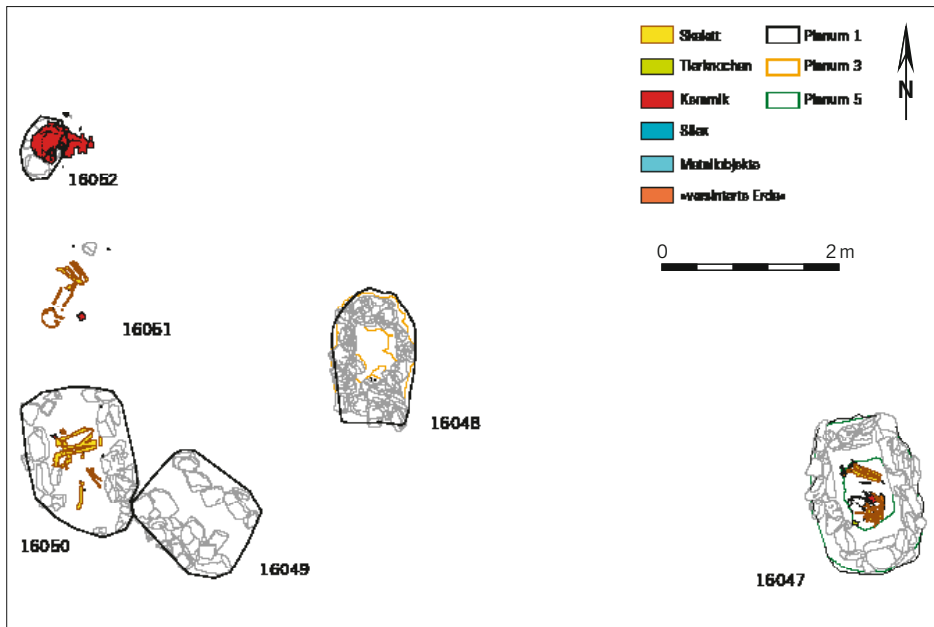 Skelett
Planum 1
Tierknochen
Planum 3
Keramik
Planum 5
Silex
Metallobjekte
»versinterte Erde«
N
0 2 m
16052
16051
16048
16050
16049
16047